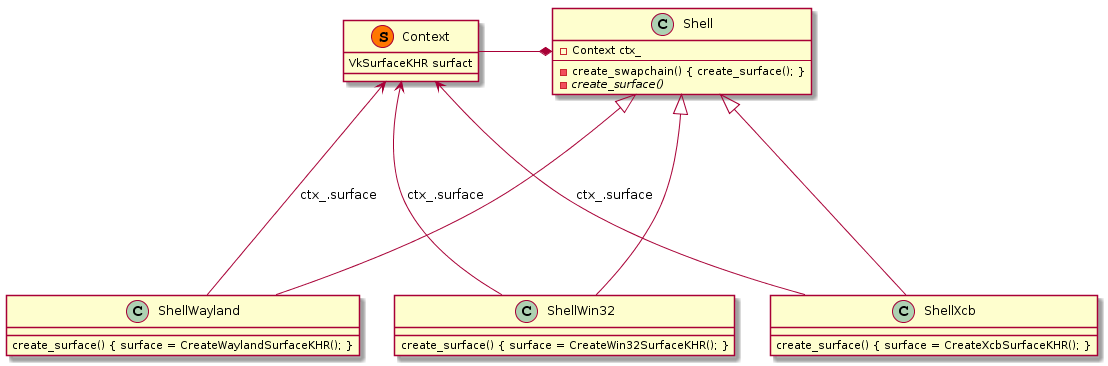 S Context
VkSurfaceKHR surfact
C Shell
Context ctx_
create_swapchain() { create_surface(); }
create_surface()
ctx_.surface
ctx_.surface
ctx_.surface
C ShellWayland
create_surface() { surface = CreateWaylandSurfaceKHR(); }
C ShellWin32
create_surface() { surface = CreateWin32SurfaceKHR(); }
C ShellXcb
create_surface() { surface = CreateXcbSurfaceKHR(); }